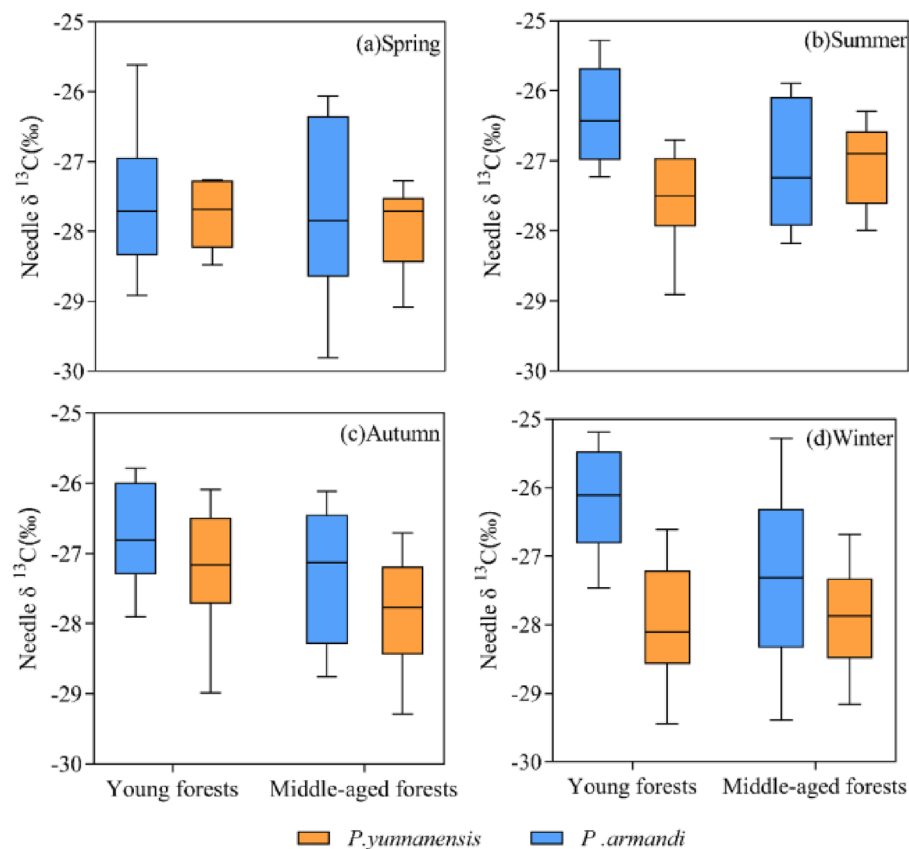 (a)Spring
Needle δ ¹³C(‰)
-25
-26
-27
-28
-29
-30
(b)Summer
Needle δ ¹³C(‰)
-25
-26
-27
-28
-29
-30
(c)Autumn
Needle δ ¹³C(‰)
-25
-26
-27
-28
-29
-30
Young forests Middle-aged forests
(d)Winter
Needle δ ¹³C(‰)
-25
-26
-27
-28
-29
-30
Young forests Middle-aged forests
P.yunnanensis P .armandi